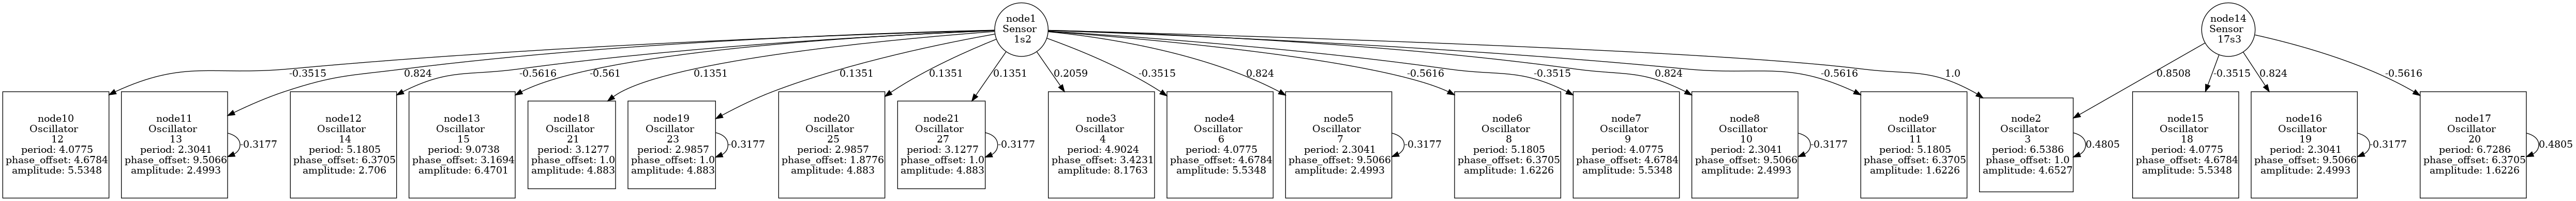 node1
Sensor
1s2
node14
Sensor
17s3
-0.3515
0.824
-0.5616
-0.561
0.1351
0.1351
0.1351
0.1351
0.2059
-0.3515
0.824
-0.5616
-0.3515
0.824
-0.5616
1.0
0.8508
-0.3515
0.824
-0.5616
node10
Oscillator
12
period: 4.0775
phase_offset: 4.6784
amplitude: 5.5348
node11
Oscillator
13
period: 2.3041
phase_offset: 9.5066
amplitude: 2.4993
-0.3177
node12
Oscillator
14
period: 5.1805
phase_offset: 6.3705
amplitude: 2.706
node13
Oscillator
15
period: 9.0738
phase_offset: 3.1694
amplitude: 6.4701
node18
Oscillator
21
period: 3.1277
phase_offset: 1.0
amplitude: 4.883
node19
Oscillator
23
period: 2.9857
phase_offset: 1.0
amplitude: 4.883
-0.3177
node20
Oscillator
25
period: 2.9857
phase_offset: 1.8776
amplitude: 4.883
node21
Oscillator
27
period: 3.1277
phase_offset: 1.0
amplitude: 4.883
-0.3177
node3
Oscillator
4
period: 4.9024
phase_offset: 3.4231
amplitude: 8.1763
node4
Oscillator
6
period: 4.0775
phase_offset: 4.6784
amplitude: 5.5348
node5
Oscillator
7
period: 2.3041
phase_offset: 9.5066
amplitude: 2.4993
-0.3177
node6
Oscillator
8
period: 5.1805
phase_offset: 6.3705
amplitude: 1.6226
node7
Oscillator
9
period: 4.0775
phase_offset: 4.6784
amplitude: 5.5348
node8
Oscillator
10
period: 2.3041
phase_offset: 9.5066
amplitude: 2.4993
-0.3177
node9
Oscillator
11
period: 5.1805
phase_offset: 6.3705
amplitude: 1.6226
node2
Oscillator
3
period: 6.5386
phase_offset: 1.0
amplitude: 4.6527
0.4805
node15
Oscillator
18
period: 4.0775
phase_offset: 4.6784
amplitude: 5.5348
node16
Oscillator
19
period: 2.3041
phase_offset: 9.5066
amplitude: 2.4993
-0.3177
node17
Oscillator
20
period: 6.7286
phase_offset: 6.3705
amplitude: 1.6226
0.4805